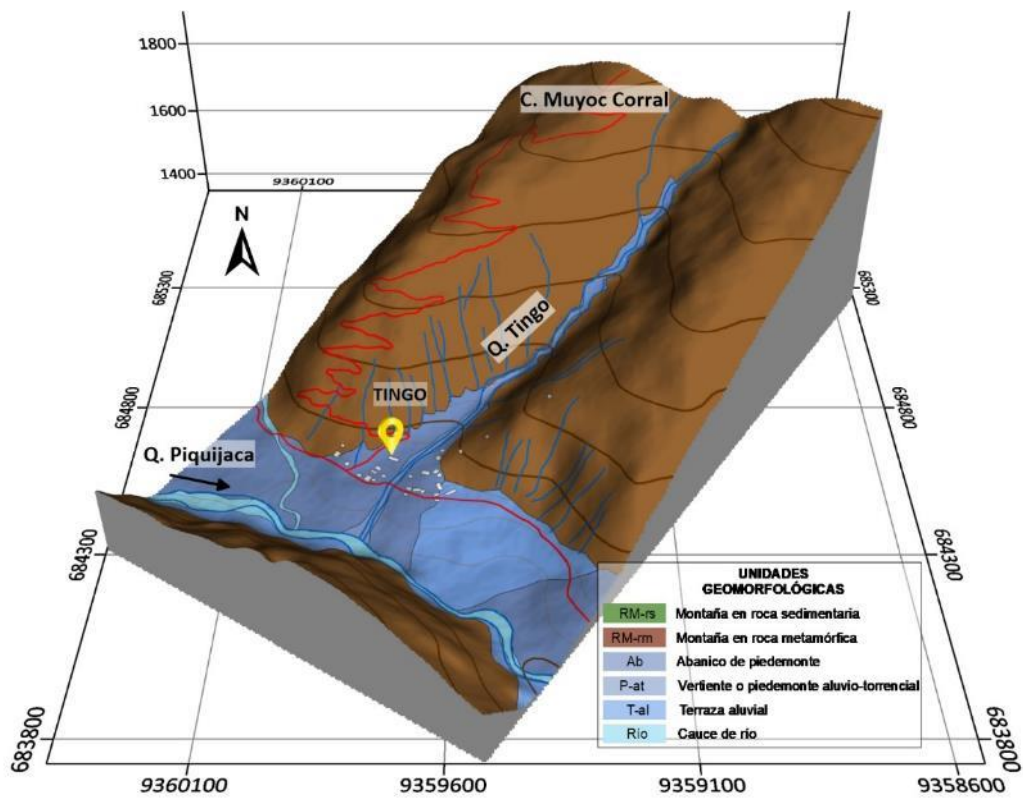 1800
1600
1400
C. Muyoc Corral
9360100
N
685300
685300
Q. Tingo
TINGO
684800
684800
Q. Piquijaca
684300
684300
UNIDADES
GEOMORFOLÓGICAS
RM-rs Montaña en roca sedimentaria
RM-rm Montaña en roca metamórfica
Ab Abanico de piedemonte
P-at Vertiente o piedemonte aluvio-torrencial
T-al Terraza aluvial
Río Cauce de río
683800
683800
9360100
9359600
9359100
9358600